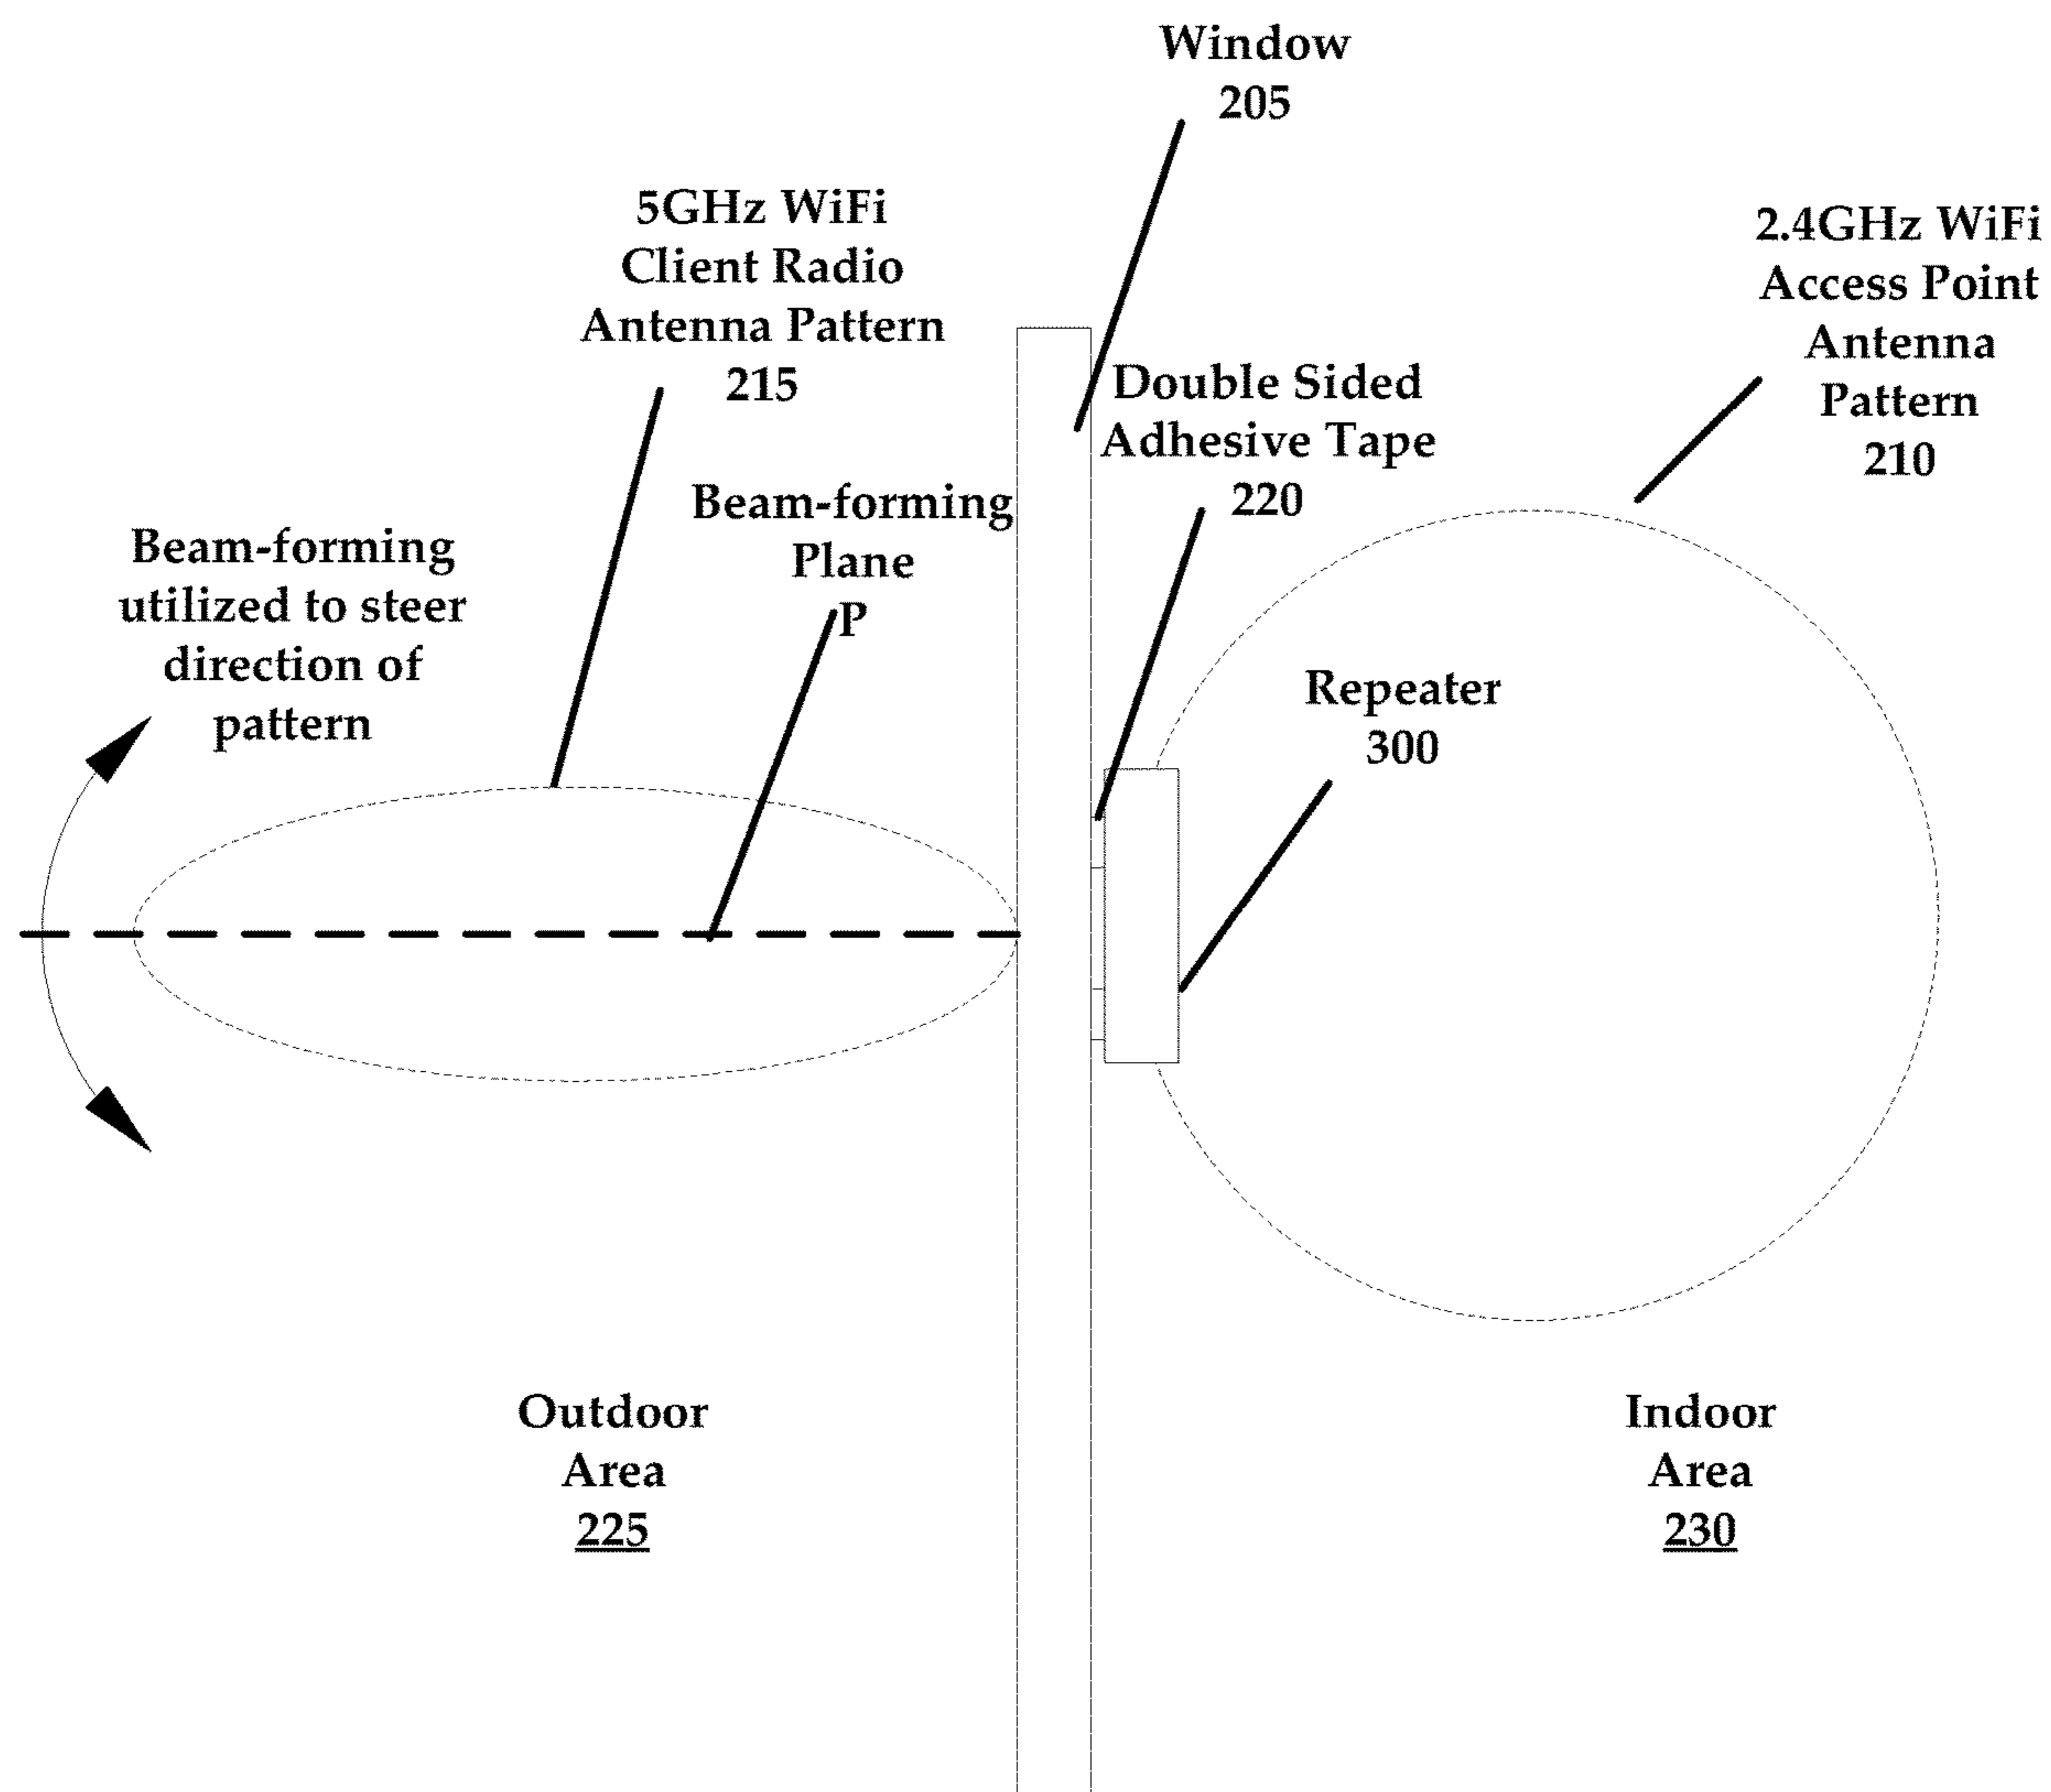 Window
205
5GHz WiFi
Client Radio
Antenna Pattern
215
2.4GHz WiFi
Access Point
Antenna
Pattern
210
Double Sided
Adhesive Tape
220
Beam-forming
Plane
P
Beam-forming
utilized to steer
direction of
pattern
Repeater
300
Outdoor
Area
225
Indoor
Area
230